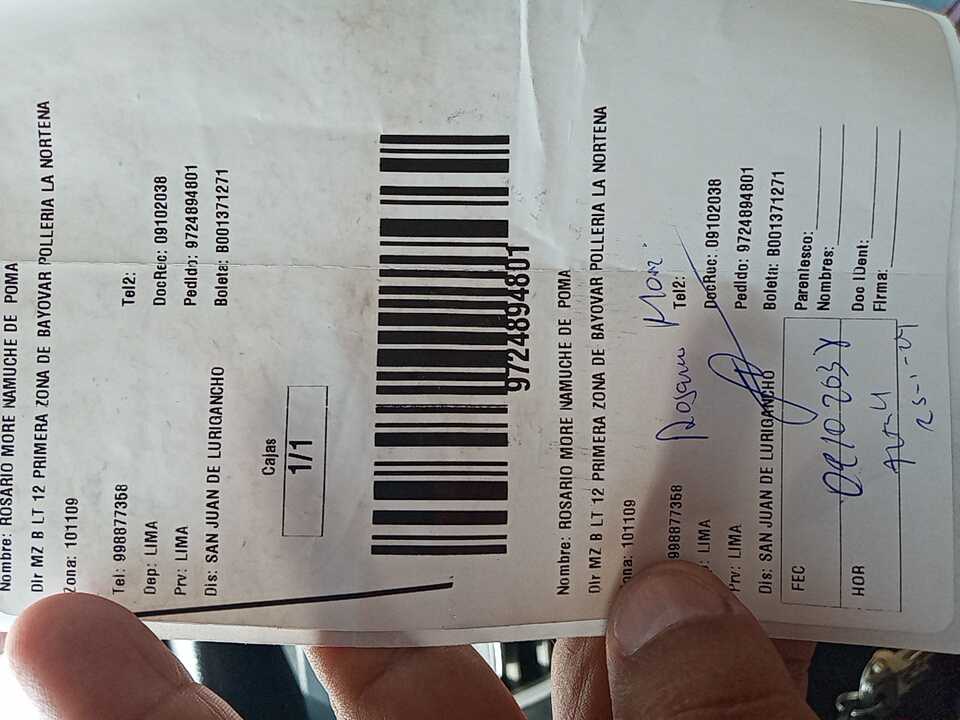 Nombre: ROSARIO MORE NAMUCHE DE POMA
Dir MZ B LT 12 PRIMERA ZONA DE BAYOVAR POLLERIA LA NORTENA
Zona: 101109
Tel: 998877358 Tel2:
Dep: LIMA DocRec: 09102038
Prv: LIMA Pedido: 9724894801
Dis: SAN JUAN DE LURIGANCHO Boleta: B001371271
Cajas
1/1
9724894801
Nombre: ROSARIO MORE NAMUCHE DE POMA
Dir MZ B LT 12 PRIMERA ZONA DE BAYOVAR POLLERIA LA NORTENA
ona: 101109
Rosario More
998877358 Tel2:
: LIMA DocRec: 09102038
Prv: LIMA Pedido: 9724894801
Dis: SAN JUAN DE LURIGANCHO Boleta: B001371271
Parentesco:
FEC Nombres:
09102038
HOR Doc iDent:
Firma: